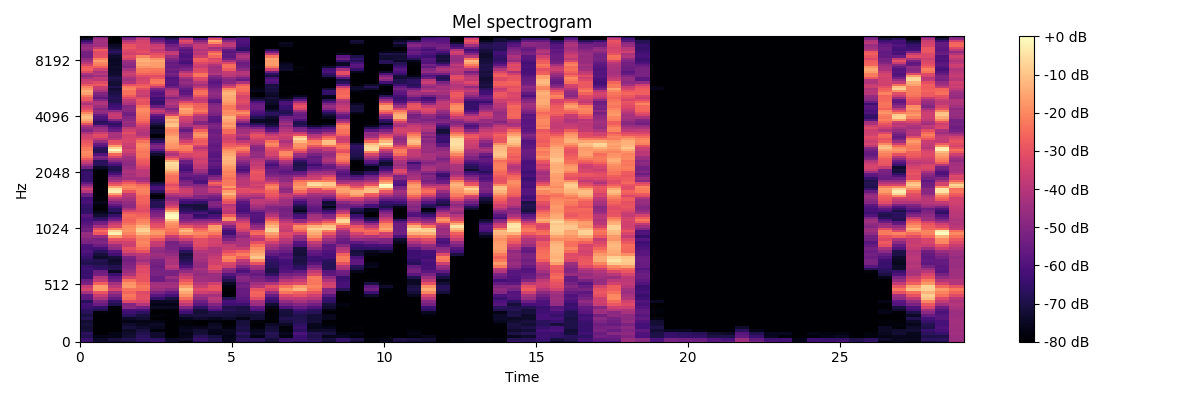 Mel spectrogram
Hz
8192
4096
2048
1024
512
0
0 5 10 15 20 25
Time
+0 dB
-10 dB
-20 dB
-30 dB
-40 dB
-50 dB
-60 dB
-70 dB
-80 dB